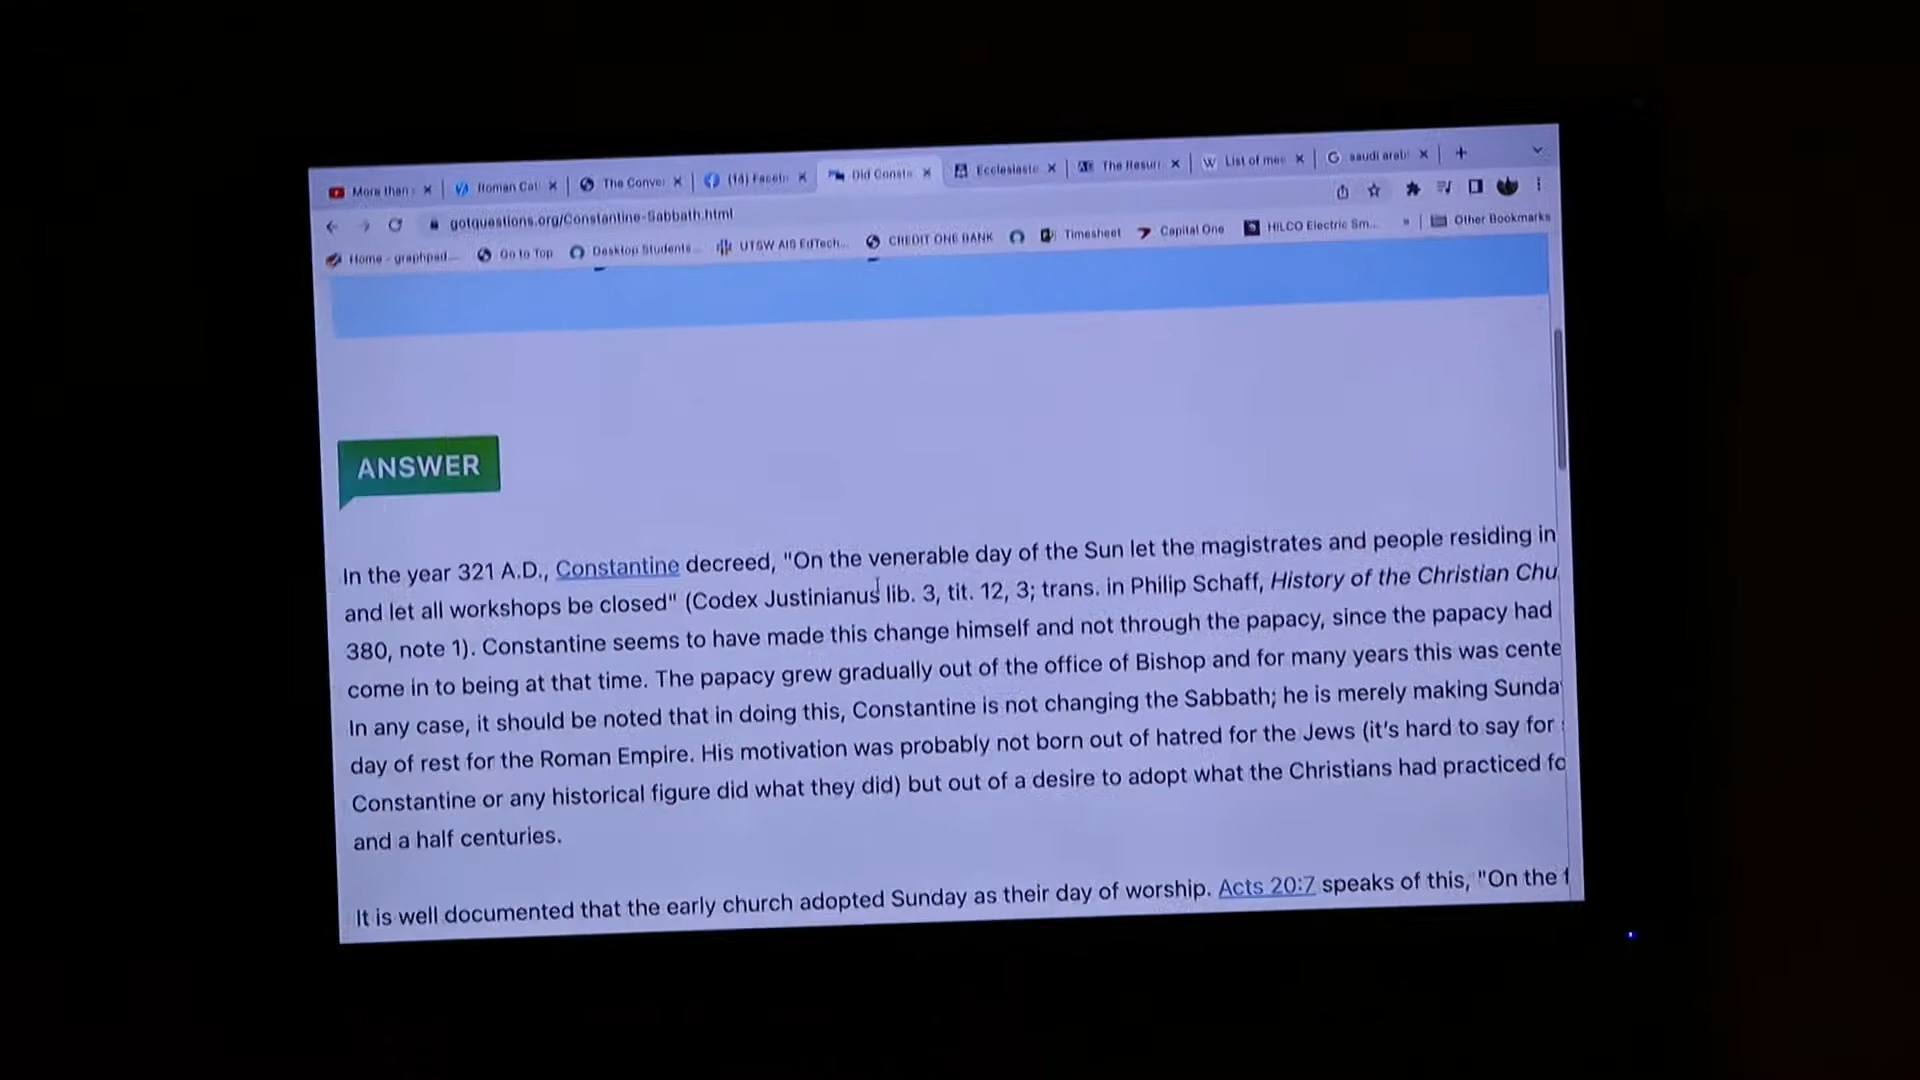 More than
Roman Cat
The Conver
(14) Facebo
Did Consta
Ecclesiaste
The Resurr
W List of mes
saudi arabi
gotquestions.org/Constantine-Sabbath.html
Home - graphpad...
Go to Top
Desktop Students...
UTSW AIS EdTech...
CREDIT ONE BANK
Timesheet
Capital One
HILCO Electric Sm...
» Other Bookmarks
ANSWER
In the year 321 A.D., Constantine decreed, "On the venerable day of the Sun let the magistrates and people residing in
and let all workshops be closed" (Codex Justinianus lib. 3, tit. 12, 3; trans. in Philip Schaff, History of the Christian Chu
380, note 1). Constantine seems to have made this change himself and not through the papacy, since the papacy had
come in to being at that time. The papacy grew gradually out of the office of Bishop and for many years this was cente
In any case, it should be noted that in doing this, Constantine is not changing the Sabbath; he is merely making Sunda
day of rest for the Roman Empire. His motivation was probably not born out of hatred for the Jews (it's hard to say for
Constantine or any historical figure did what they did) but out of a desire to adopt what the Christians had practiced fo
and a half centuries.
It is well documented that the early church adopted Sunday as their day of worship. Acts 20:7 speaks of this, "On the f